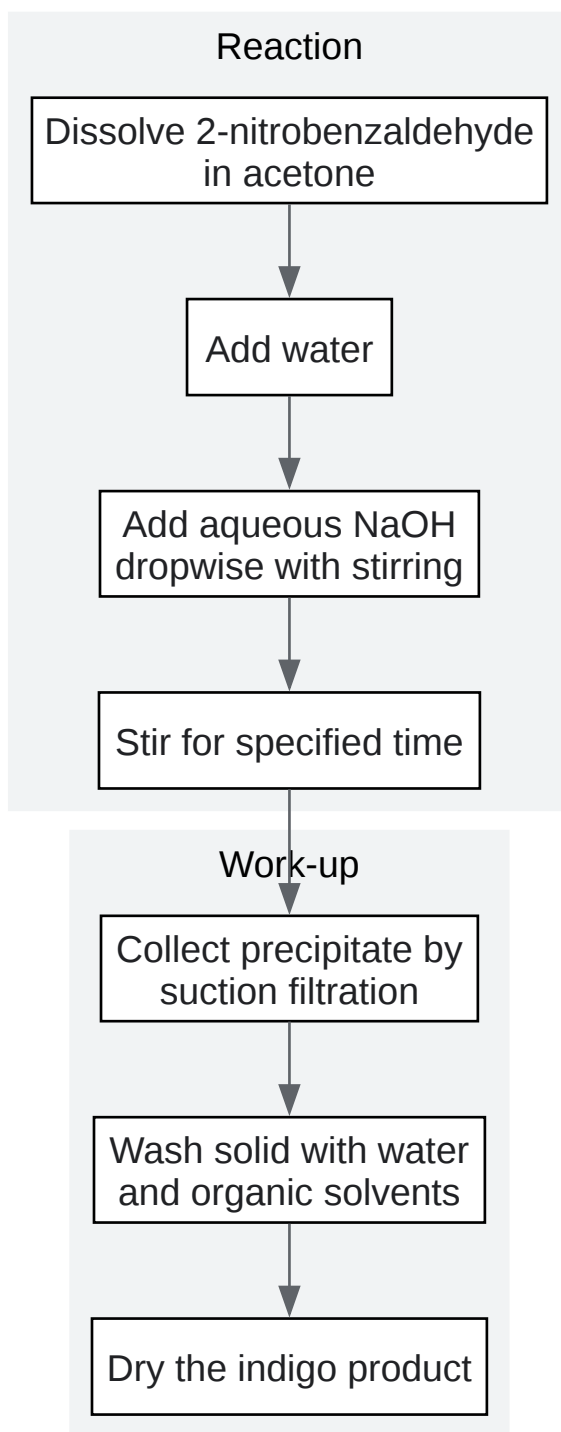 Reaction
Dissolve 2-nitrobenzaldehyde
in acetone
Add water
Add aqueous NaOH
dropwise with stirring
Stir for specified time
Work-up
Collect precipitate by
suction filtration
Wash solid with water
and organic solvents
Dry the indigo product